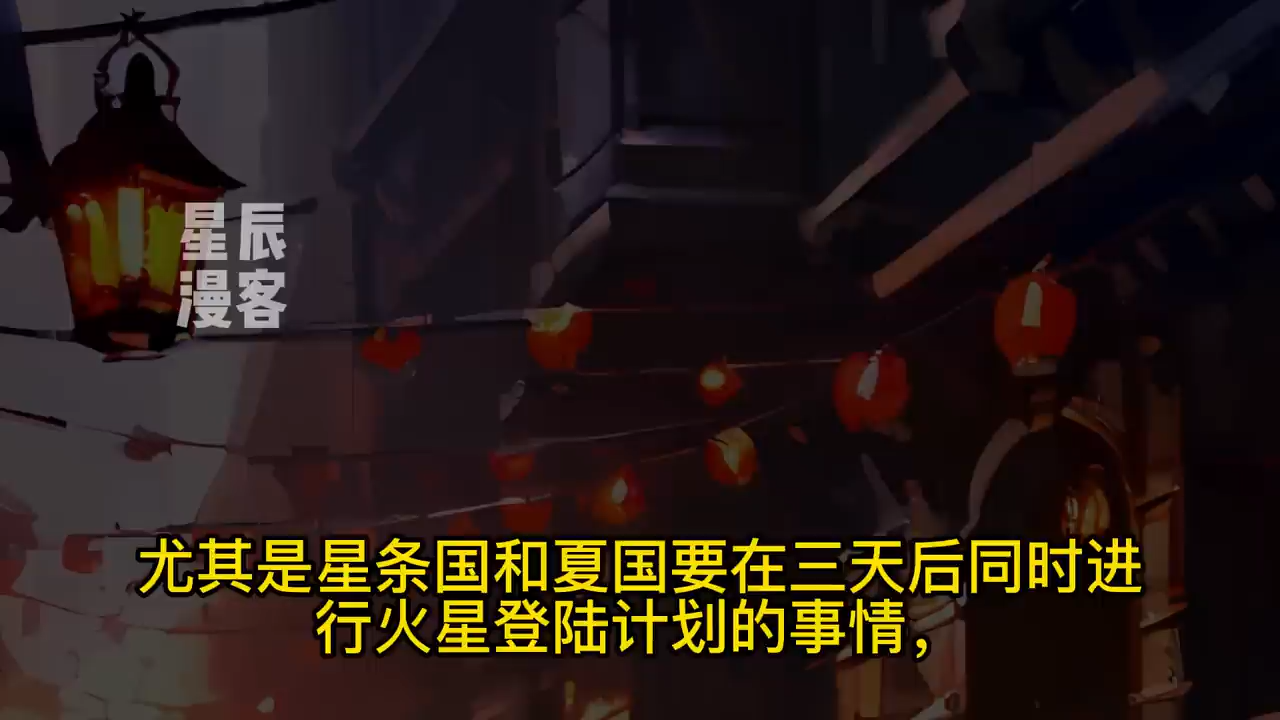 星辰
漫客
尤其是星条国和夏国要在三天后同时进
行火星登陆计划的事情，